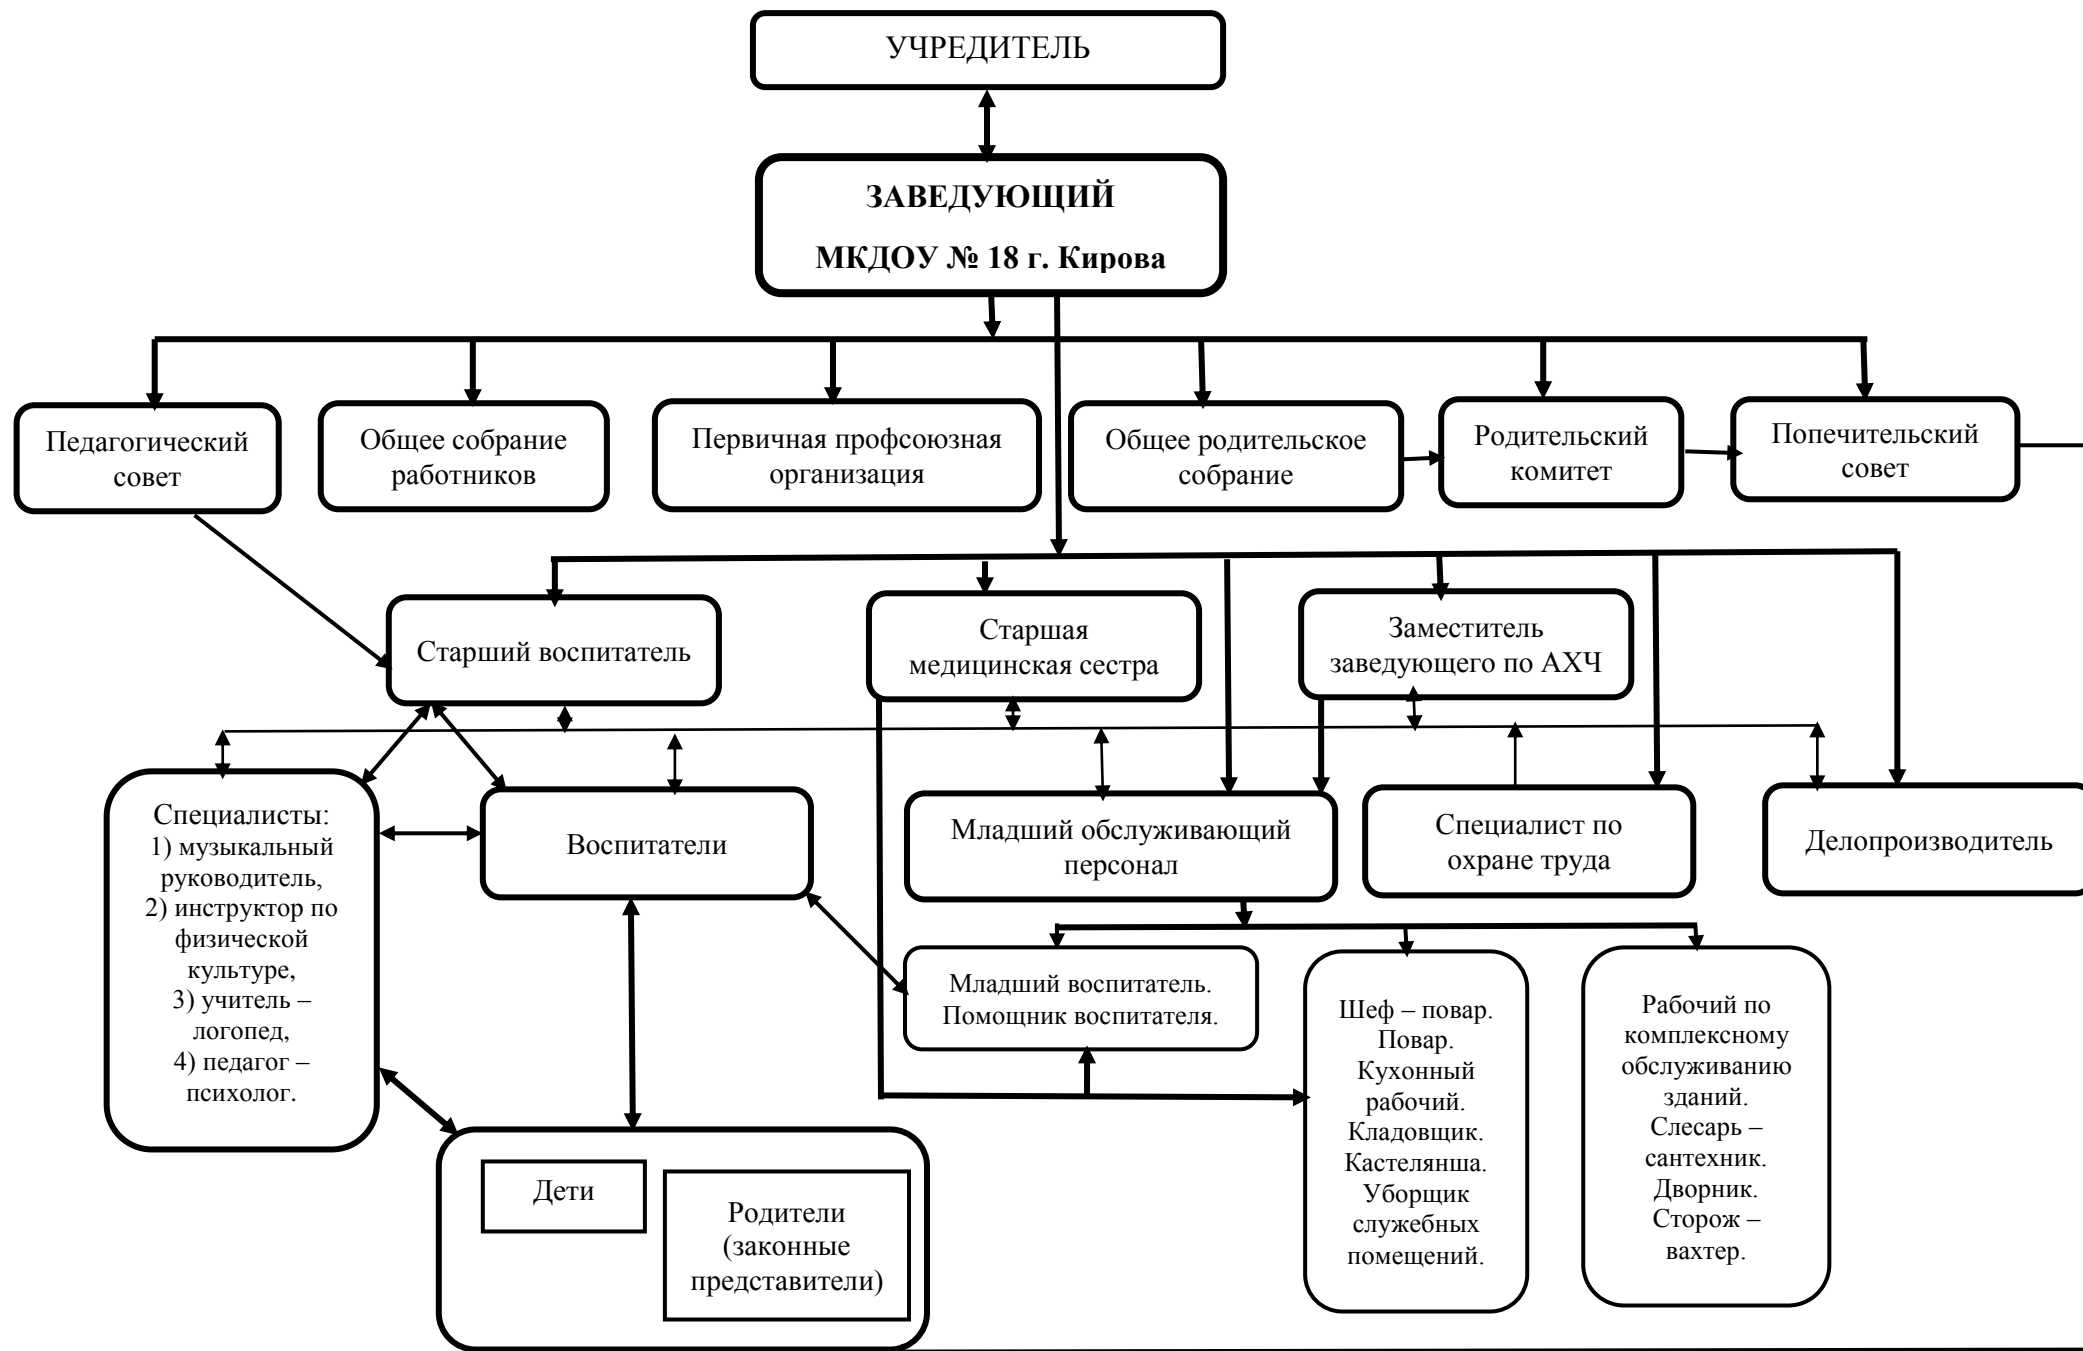 УЧРЕДИТЕЛЬ
ЗАВЕДУЮЩИЙ
МКДОУ № 18 г. Кирова
Педагогический
совет
Общее собрание
работников
Первичная профсоюзная
организация
Общее родительское
собрание
Родительский
комитет
Попечительский
совет
Старший воспитатель
Старшая
медицинская сестра
Заместитель
заведующего по АХЧ
Специалисты:
1) музыкальный
руководитель,
2) инструктор по
физической
культуре,
3) учитель –
логопед,
4) педагог –
психолог.
Воспитатели
Младший обслуживающий
персонал
Специалист по
охране труда
Делопроизводитель
Младший воспитатель.
Помощник воспитателя.
Шеф – повар.
Повар.
Кухонный
рабочий.
Кладовщик.
Кастелянша.
Уборщик
служебных
помещений.
Рабочий по
комплексному
обслуживанию
зданий.
Слесарь –
сантехник.
Дворник.
Сторож –
вахтер.
Дети
Родители
(законные
представители)